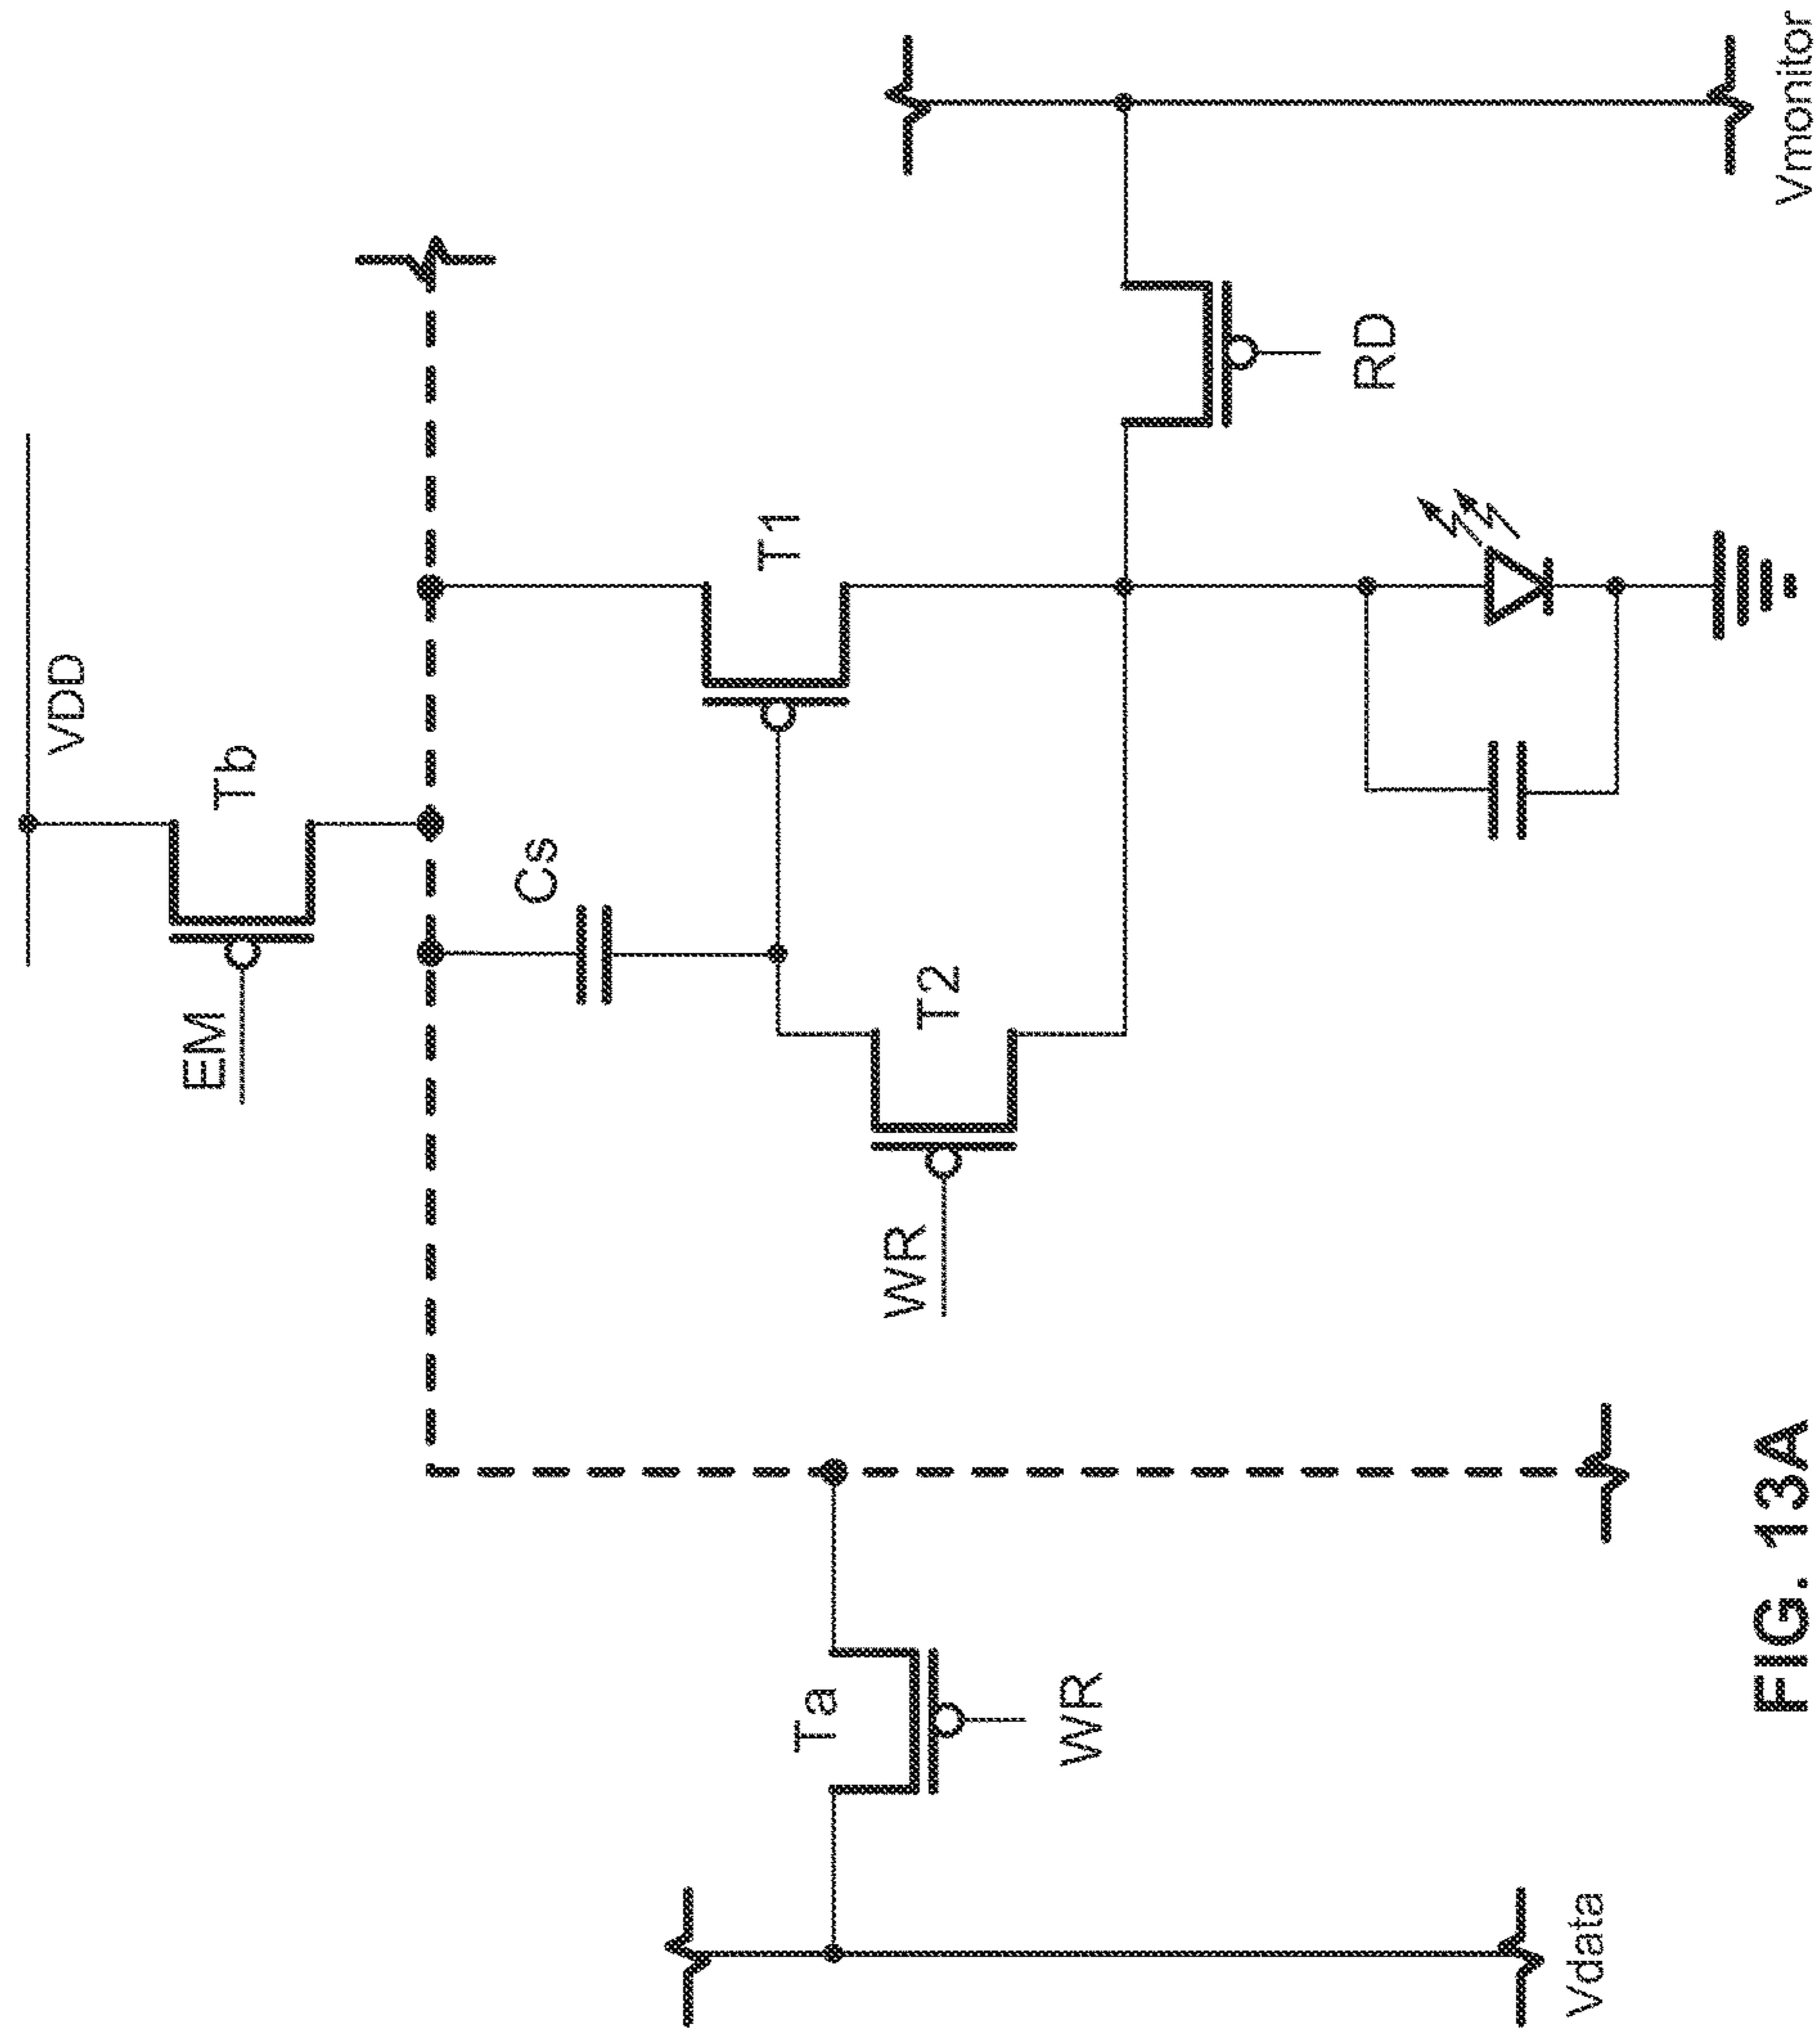 VDD
Tb
EM
Cs
T1
T2
WR
RD
Vmonitor
Ta
WR
Vdata
FIG. 13A